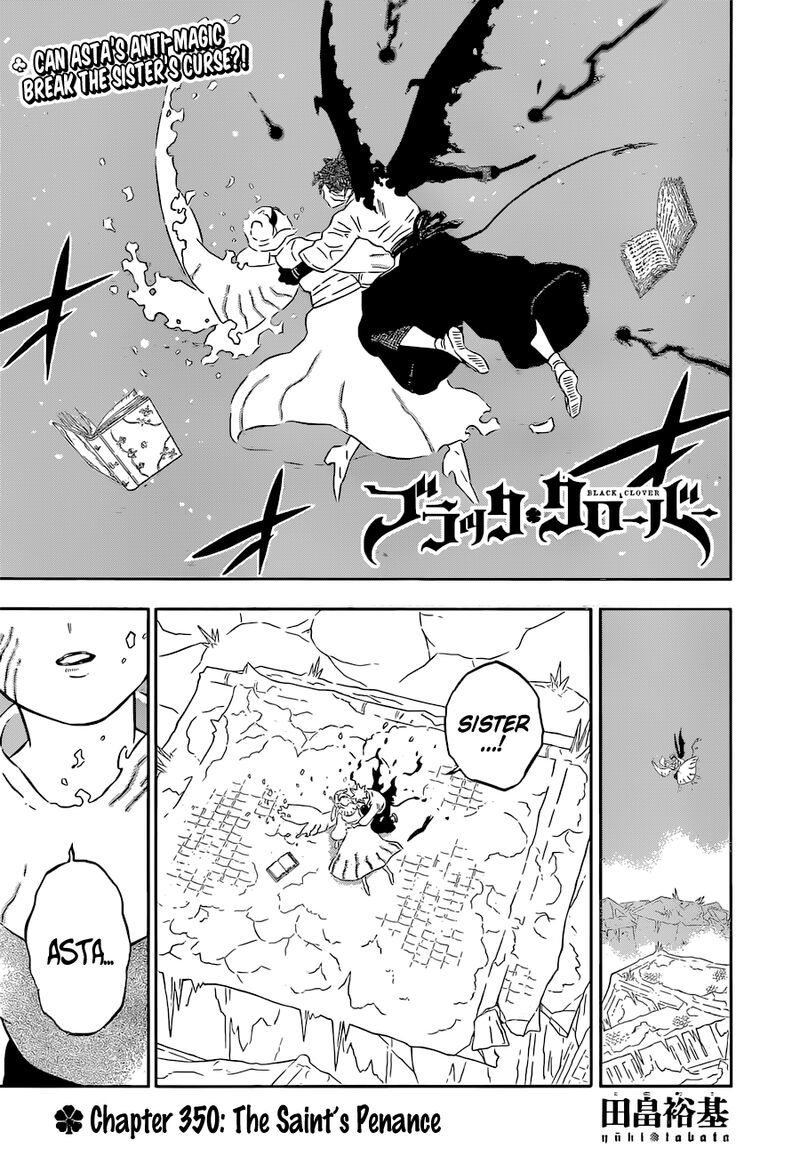 CAN ASTA'S ANTI-MAGIC
BREAK THE SISTER'S CURSE?!
BLACK CLOVER
ブラック・クローバー
SISTER
...!
ASTA...
Chapter 350: The Saint's Penance
田畠裕基
yūki tabata